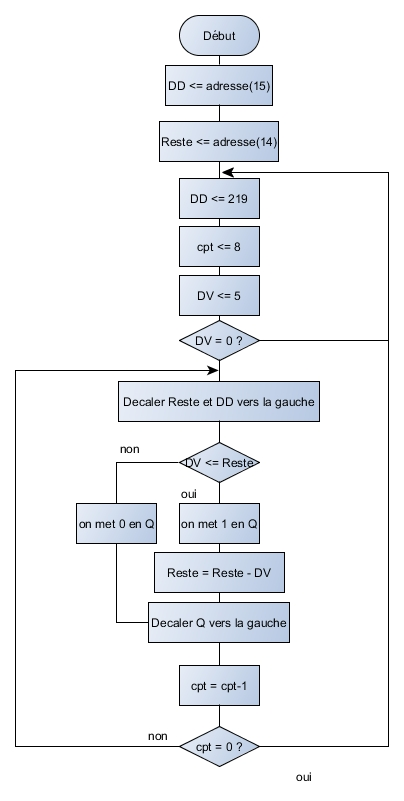 Début
DD <= adresse(15)
Reste <= adresse(14)
DD <= 219
cpt <= 8
DV <= 5
DV = 0 ?
Decaler Reste et DD vers la gauche
non
DV <= Reste
oui
on met 0 en Q
on met 1 en Q
Reste = Reste - DV
Decaler Q vers la gauche
cpt = cpt-1
non
cpt = 0 ?
oui